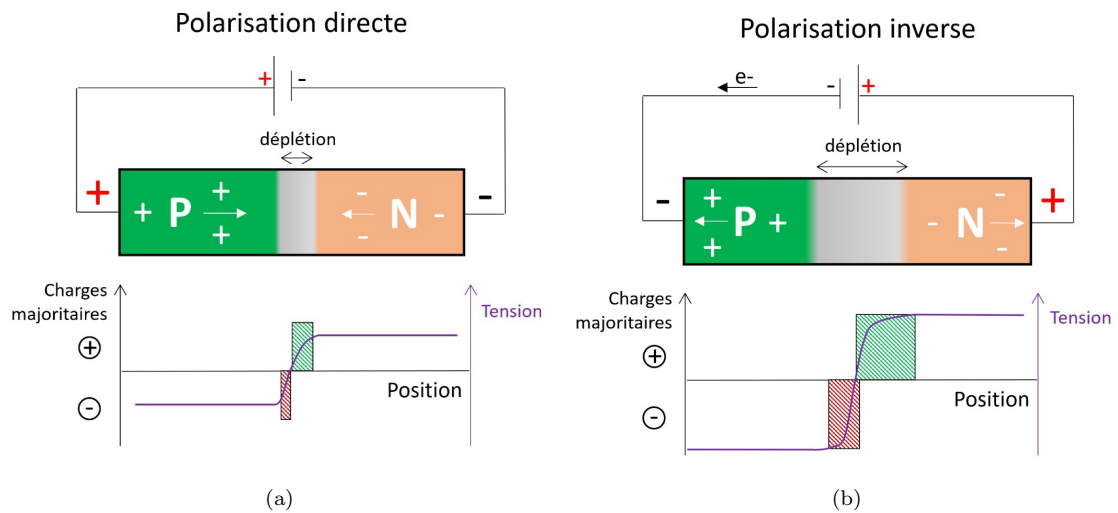 Polarisation directe
+ -
déplétion
+ + P + + - - N - -
Charges
majoritaires
Tension
+
Position
-
(a)
Polarisation inverse
e- - +
déplétion
- + + P + - N - - +
Charges
majoritaires
Tension
+
Position
-
(b)